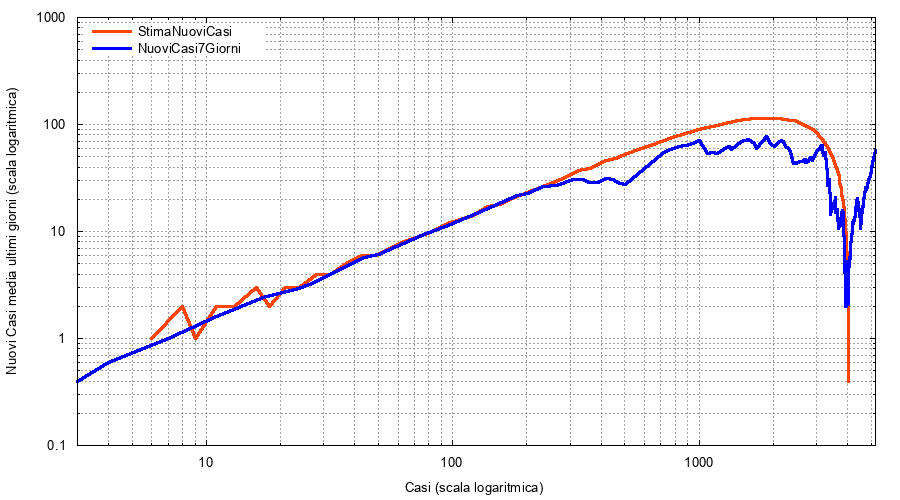 1000
StimaNuoviCasi
NuoviCasi7Giorni
100
10
1
0.1
Nuovi Casi media ultimi giorni (scala logaritmica)
10
100
1000
Casi (scala logaritmica)